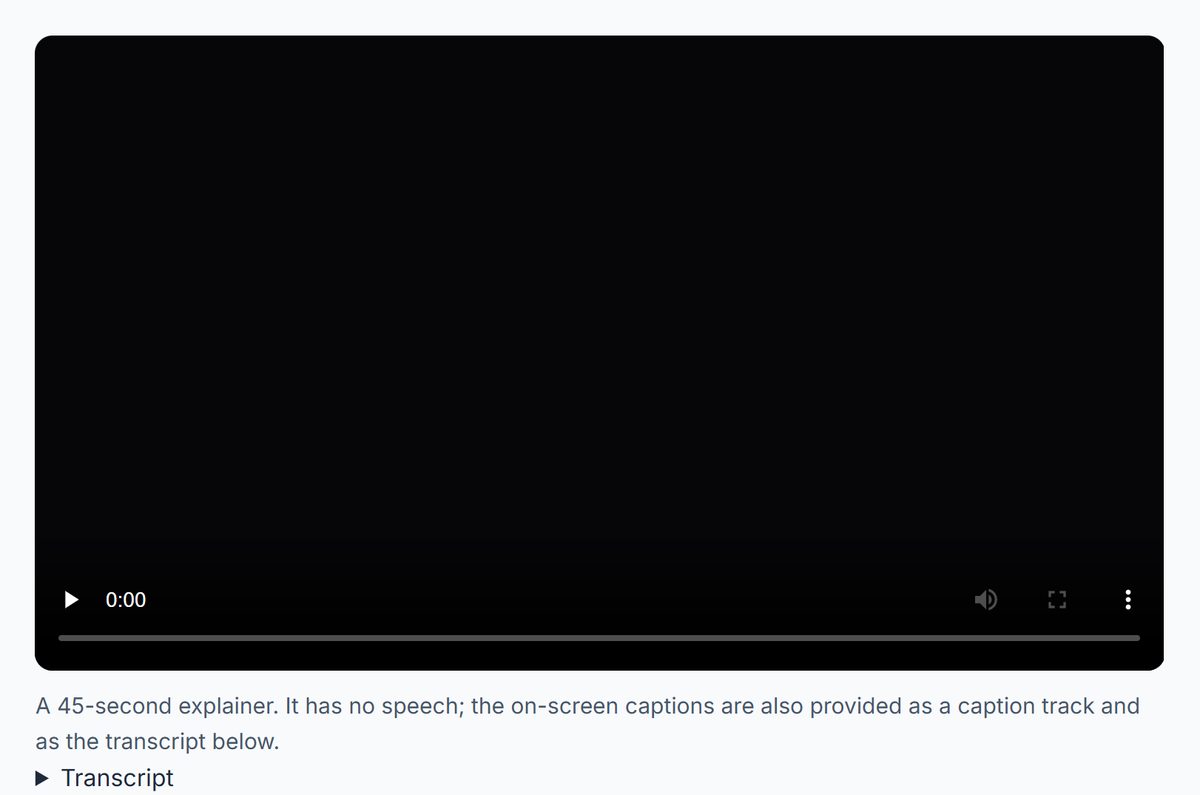 0:00
A 45-second explainer. It has no speech; the on-screen captions are also provided as a caption track and
as the transcript below.
Transcript